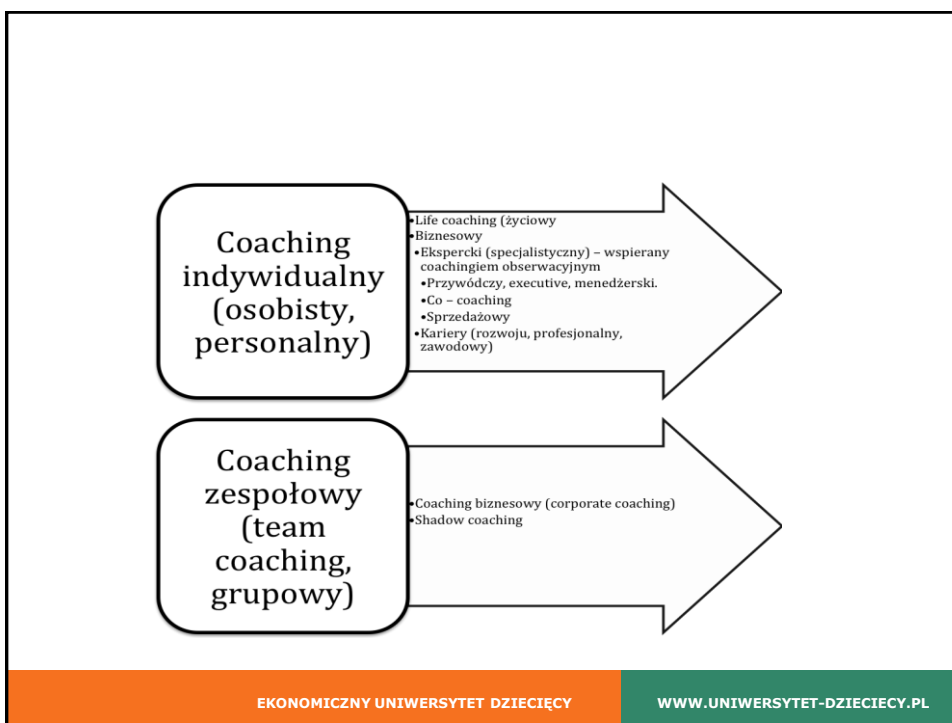 Coaching
indywidualny
(osobisty,
personalny)
•Life coaching (życiowy
•Biznesowy
•Ekspercki (specjalistyczny) – wspierany
coachingiem obserwacyjnym
•Przywódczy, executive, menedżerski.
•Co – coaching
•Sprzedażowy
•Kariery (rozwoju, profesjonalny,
zawodowy)
Coaching
zespołowy
(team
coaching,
grupowy)
•Coaching biznesowy (corporate coaching)
•Shadow coaching
EKONOMICZNY UNIWERSYTET DZIECIĘCY
WWW.UNIWERSYTET-DZIECIECY.PL